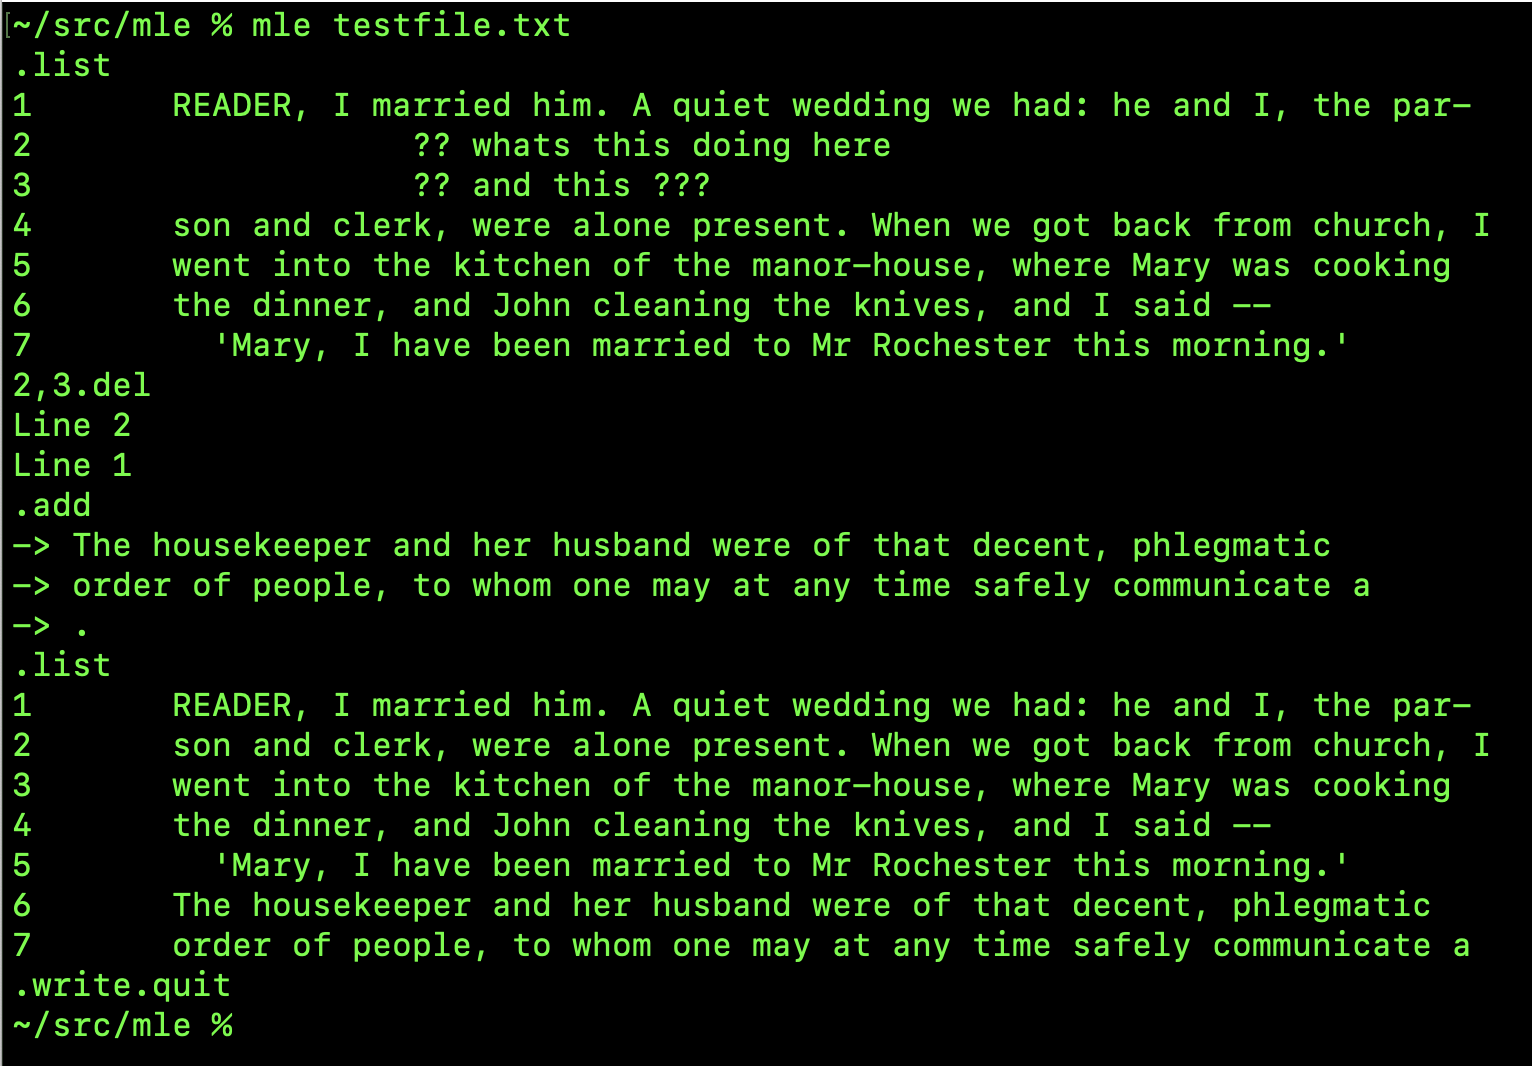 ~/src/mle % mle testfile.txt
.list
1       READER, I married him. A quiet wedding we had: he and I, the par-
2                   ?? whats this doing here
3                   ?? and this ???
4       son and clerk, were alone present. When we got back from church, I
5       went into the kitchen of the manor-house, where Mary was cooking
6       the dinner, and John cleaning the knives, and I said --
7         'Mary, I have been married to Mr Rochester this morning.'
2,3.del
Line 2
Line 1
.add
-> The housekeeper and her husband were of that decent, phlegmatic
-> order of people, to whom one may at any time safely communicate a
-> .
.list
1       READER, I married him. A quiet wedding we had: he and I, the par-
2       son and clerk, were alone present. When we got back from church, I
3       went into the kitchen of the manor-house, where Mary was cooking
4       the dinner, and John cleaning the knives, and I said --
5         'Mary, I have been married to Mr Rochester this morning.'
6       The housekeeper and her husband were of that decent, phlegmatic
7       order of people, to whom one may at any time safely communicate a
.write.quit
~/src/mle %